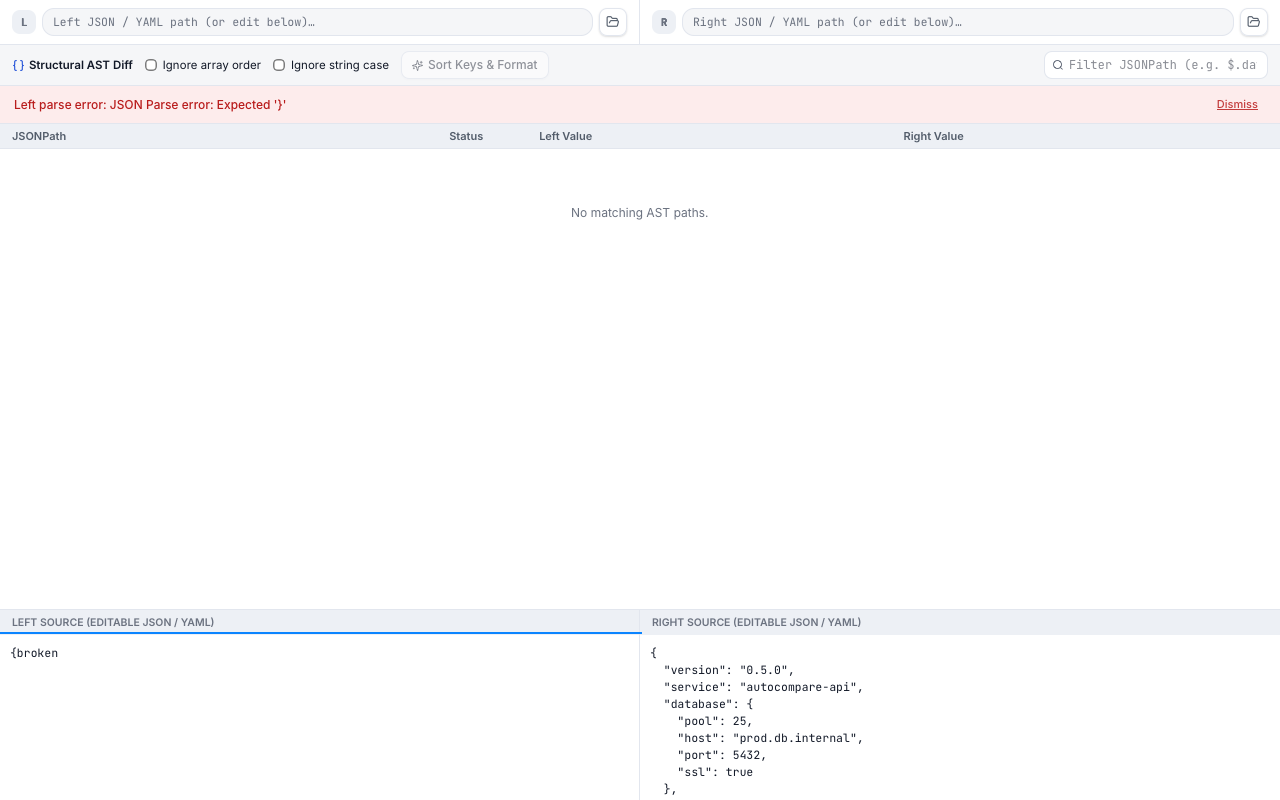 L Left JSON / YAML path (or edit below)… R Right JSON / YAML path (or edit below)…
{ } Structural AST Diff Ignore array order Ignore string case Sort Keys & Format Filter JSONPath (e.g. $.da
Left parse error: JSON Parse error: Expected '}' Dismiss
JSONPath Status Left Value Right Value
No matching AST paths.
LEFT SOURCE (EDITABLE JSON / YAML)
{broken
RIGHT SOURCE (EDITABLE JSON / YAML)
{
  "version": "0.5.0",
  "service": "autocompare-api",
  "database": {
    "pool": 25,
    "host": "prod.db.internal",
    "port": 5432,
    "ssl": true
  },